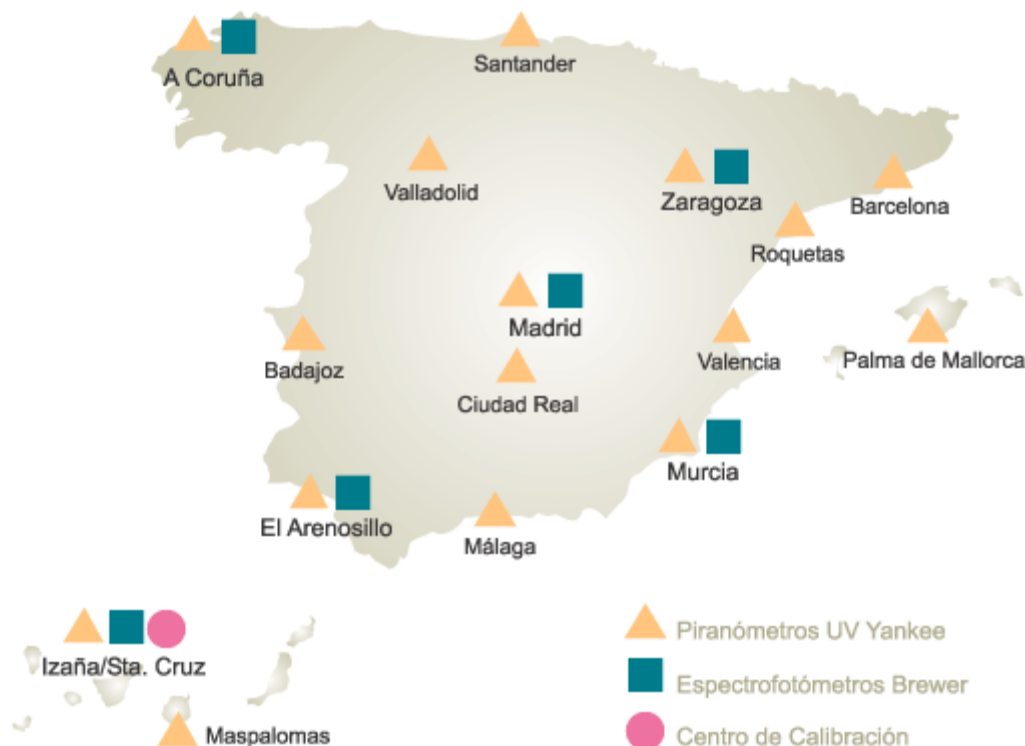 A Coruña
Santander
Valladolid
Zaragoza
Barcelona
Roquetas
Madrid
Badajoz
Valencia
Palma de Mallorca
Ciudad Real
Murcia
El Arenosillo
Málaga
Izaña/Sta. Cruz
Maspalomas
Piranómetros UV Yankee
Espectrofotómetros Brewer
Centro de Calibración